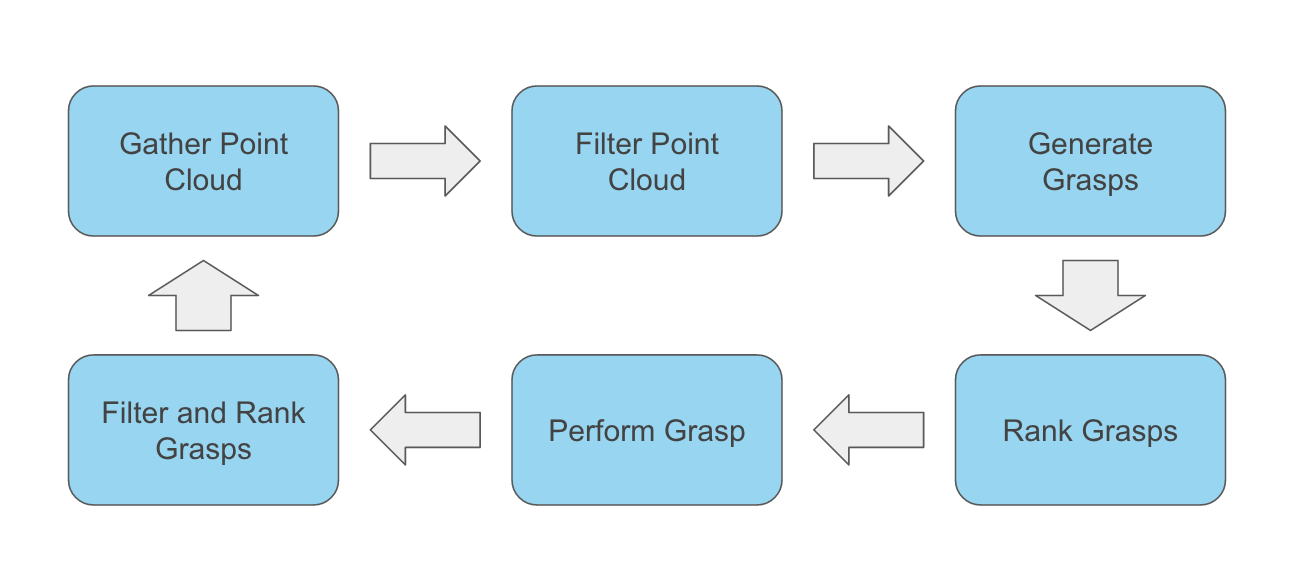 Gather Point
Cloud
Filter Point
Cloud
Generate
Grasps
Filter and Rank
Grasps
Perform Grasp
Rank Grasps